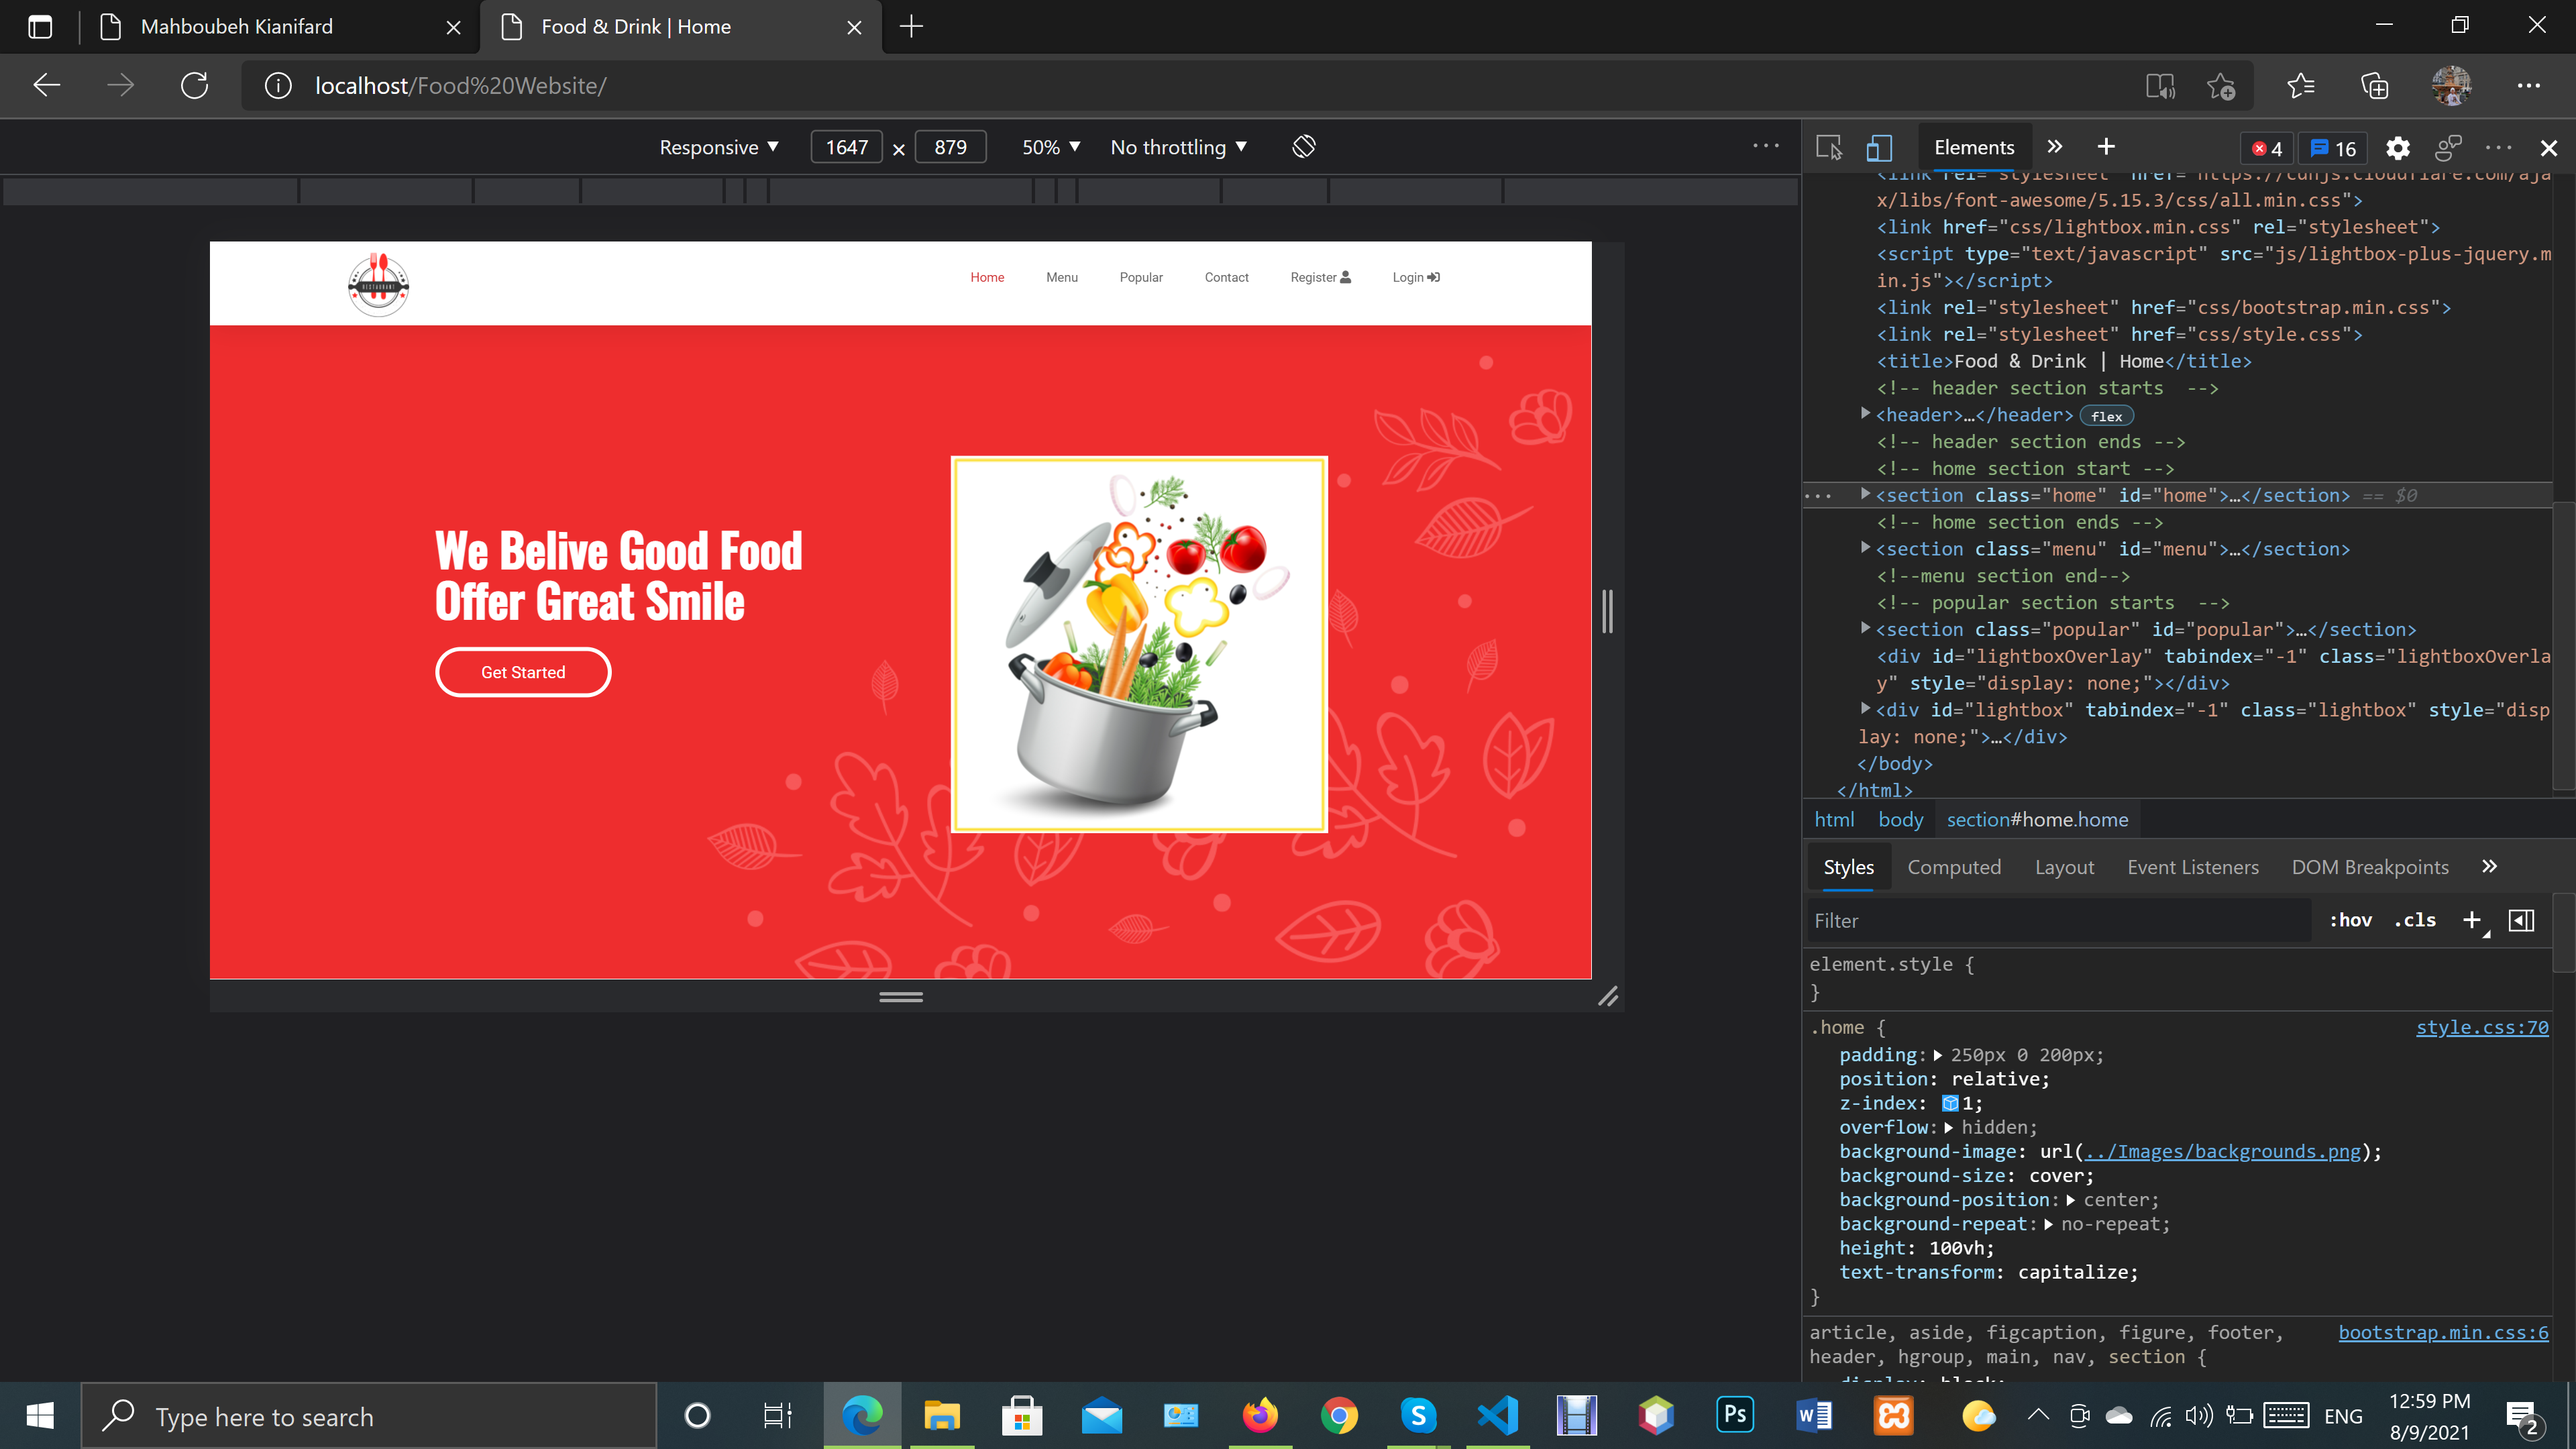 Mahboubeh Kianifard
Food & Drink | Home
localhost/Food%20Website/
Responsive ▼ 1647 × 879 50% ▼ No throttling ▼
Elements 4 16
Home Menu Popular Contact Register Login
RESTAURANT
We Belive Good Food
Offer Great Smile
Get Started
<link rel="stylesheet" href="https://cdnjs.cloudflare.com/aja
x/libs/font-awesome/5.15.3/css/all.min.css">
<link href="css/lightbox.min.css" rel="stylesheet">
<script type="text/javascript" src="js/lightbox-plus-jquery.m
in.js"></script>
<link rel="stylesheet" href="css/bootstrap.min.css">
<link rel="stylesheet" href="css/style.css">
<title>Food & Drink | Home</title>
<!-- header section starts  -->
<header>…</header> flex
<!-- header section ends -->
<!-- home section start -->
<section class="home" id="home">…</section> == $0
<!-- home section ends -->
<section class="menu" id="menu">…</section>
<!--menu section end-->
<!-- popular section starts  -->
<section class="popular" id="popular">…</section>
<div id="lightboxOverlay" tabindex="-1" class="lightboxOverla
y" style="display: none;"></div>
<div id="lightbox" tabindex="-1" class="lightbox" style="disp
lay: none;">…</div>
</body>
</html>
html body section#home.home
Styles Computed Layout Event Listeners DOM Breakpoints
Filter :hov .cls
element.style {
}
.home { style.css:70
padding: 250px 0 200px;
position: relative;
z-index: 1;
overflow: hidden;
background-image: url(../Images/backgrounds.png);
background-size: cover;
background-position: center;
background-repeat: no-repeat;
height: 100vh;
text-transform: capitalize;
}
article, aside, figcaption, figure, footer, bootstrap.min.css:6
header, hgroup, main, nav, section {
display: block;
Type here to search
Ps
ENG
12:59 PM
8/9/2021
2